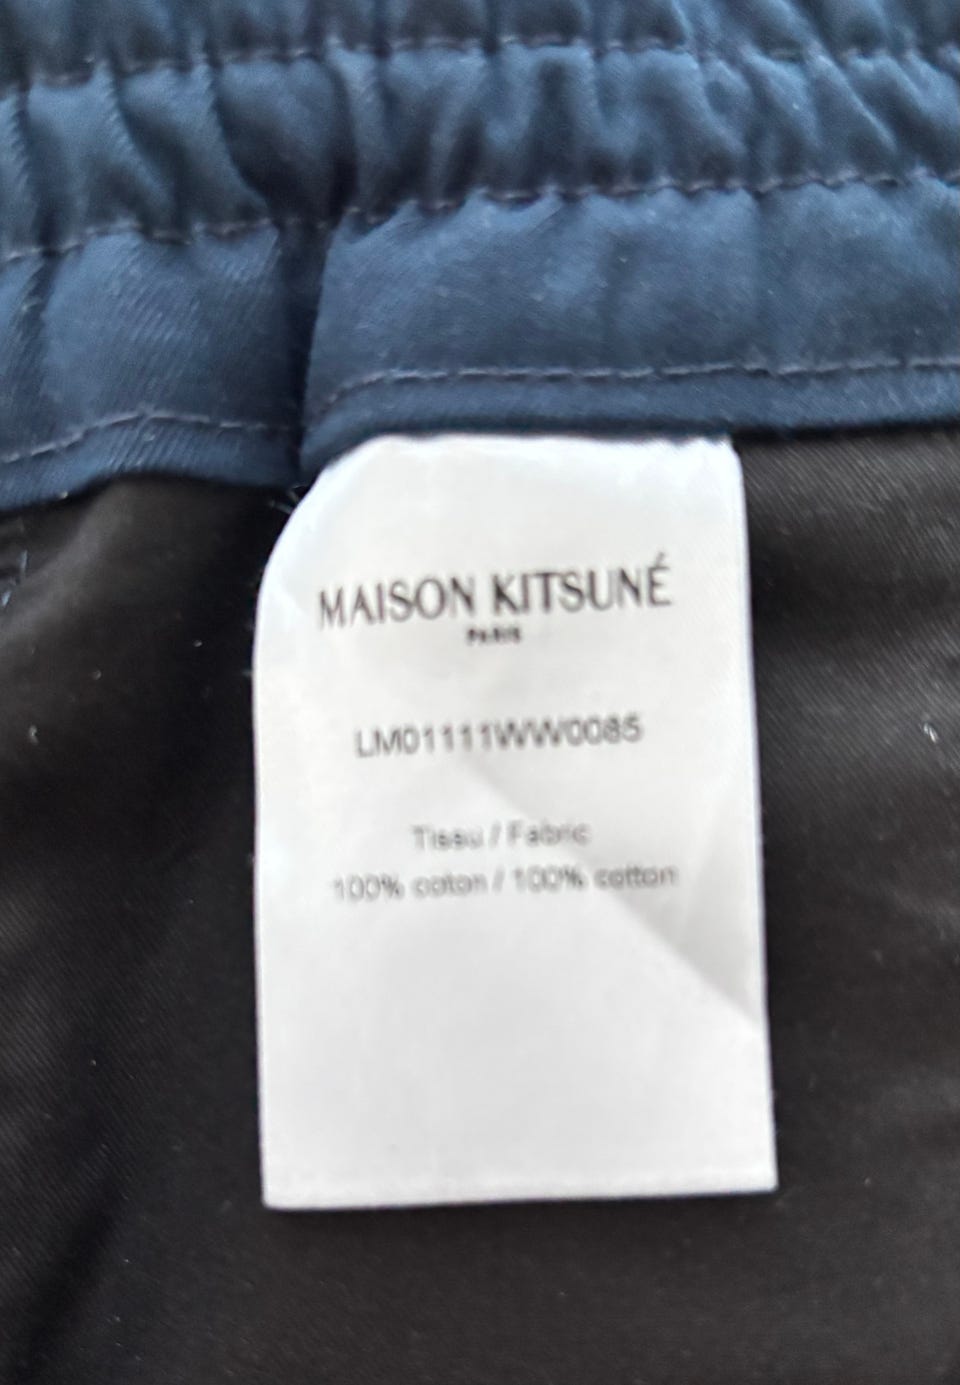 MAISON KITSUNÉ
PARIS
LM01111WW0085
Tissu / Fabric
100% coton / 100% cotton